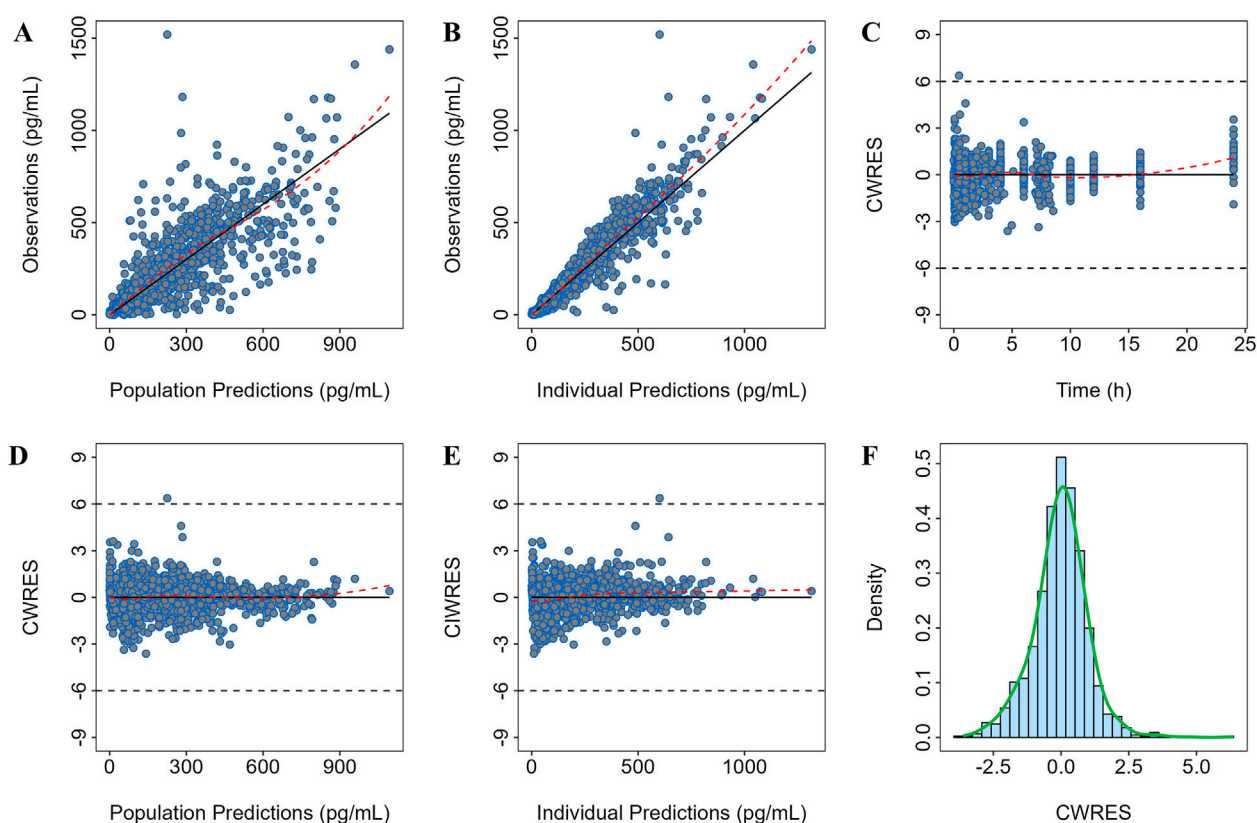 A
Observations (pg/mL)
1500
1000
500
0
0 300 600 900
Population Predictions (pg/mL)
B
Observations (pg/mL)
1500
1000
500
0
0 500 1000
Individual Predictions (pg/mL)
C
CWRES
9
6
3
0
-3
-6
-9
0 5 10 15 20 25
Time (h)
D
CWRES
9
6
3
0
-3
-6
-9
0 300 600 900
Population Predictions (pg/mL)
E
CIWRES
9
6
3
0
-3
-6
-9
0 500 1000
Individual Predictions (pg/mL)
F
Density
0.5
0.4
0.3
0.2
0.1
0.0
-2.5 0.0 2.5 5.0
CWRES